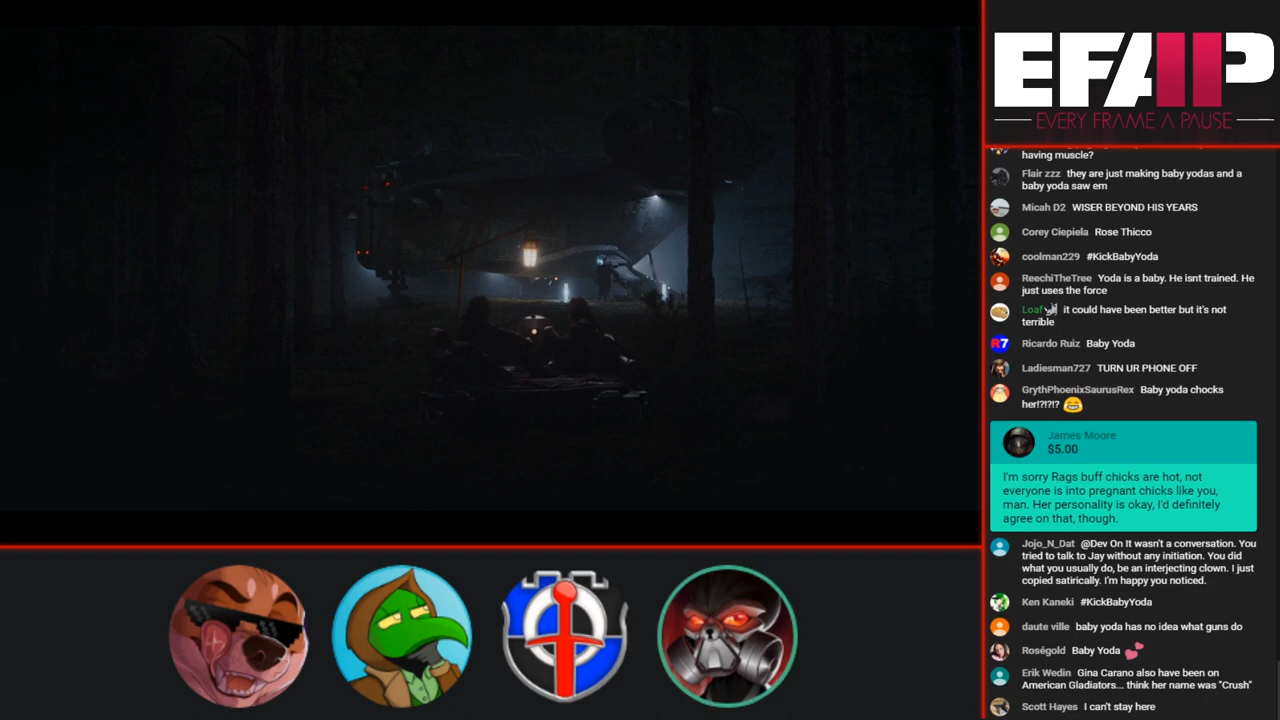 EFAP
EVERY FRAME A PAUSE
having muscle?
Flair zzz they are just making baby yodas and a
baby yoda saw em
Micah D2 WISER BEYOND HIS YEARS
Corey Ciepiela Rose Thicco
coolman229 #KickBabyYoda
ReechiTheTree Yoda is a baby. He isnt trained. He
just uses the force
Loaf it could have been better but it's not
terrible
R7
Ricardo Ruiz Baby Yoda
Ladiesman727 TURN UR PHONE OFF
GrythPhoenixSaurusRex Baby yoda chocks
her!?!?!?
James Moore
$5.00
I'm sorry Rags buff chicks are hot, not
everyone is into pregnant chicks like you,
man. Her personality is okay, I'd definitely
agree on that, though.
Jojo_N_Dat @Dev On It wasn't a conversation. You
tried to talk to Jay without any initiation. You did
what you usually do, be an interjecting clown. I just
copied satirically. I'm happy you noticed.
Ken Kaneki #KickBabyYoda
daute ville baby yoda has no idea what guns do
Roségold Baby Yoda
Erik Wedin Gina Carano also have been on
American Gladiators... think her name was "Crush"
Scott Hayes I can't stay here